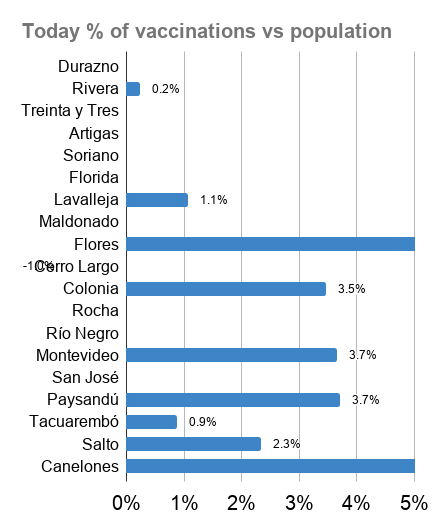 Today % of vaccinations vs population
Durazno
Rivera 0.2%
Treinta y Tres
Artigas
Soriano
Florida
Lavalleja 1.1%
Maldonado
Flores
Cerro Largo
Colonia 3.5%
Rocha
Río Negro
Montevideo 3.7%
San José
Paysandú 3.7%
Tacuarembó 0.9%
Salto 2.3%
Canelones
0% 1% 2% 3% 4% 5%